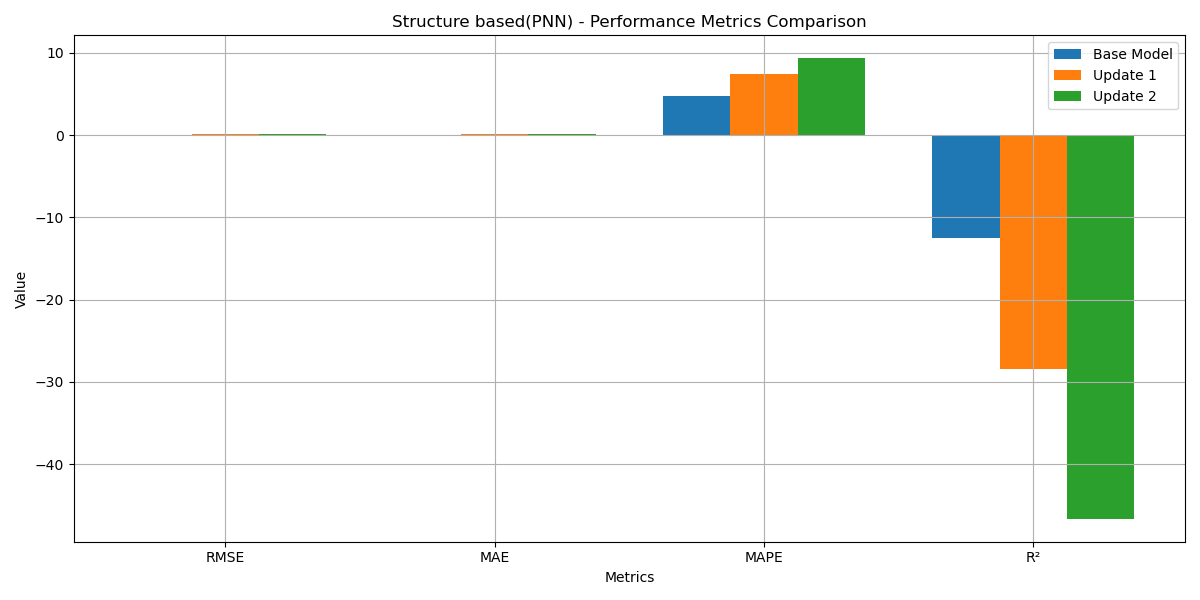 Structure based(PNN) - Performance Metrics Comparison
Base Model
Update 1
Update 2
10
0
−10
−20
−30
−40
Value
RMSE
MAE
MAPE
R²
Metrics